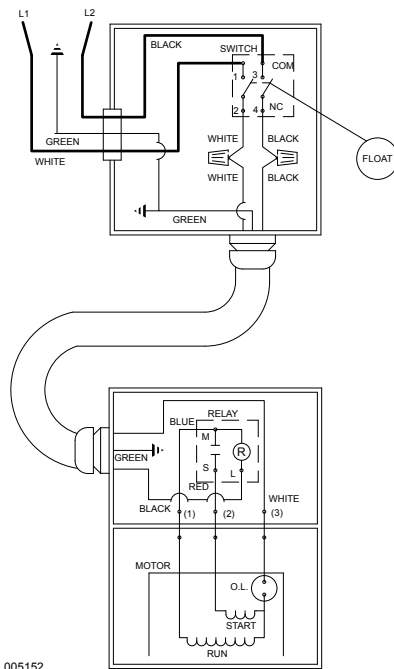 L1
L2
BLACK
SWITCH
COM
1
3
2
4
NC
GREEN
WHITE
WHITE
BLACK
FLOAT
WHITE
BLACK
GREEN
BLUE
RELAY
M
R
S
L
GREEN
RED
BLACK
WHITE
(1)
(2)
(3)
MOTOR
O.L.
START
RUN
005152